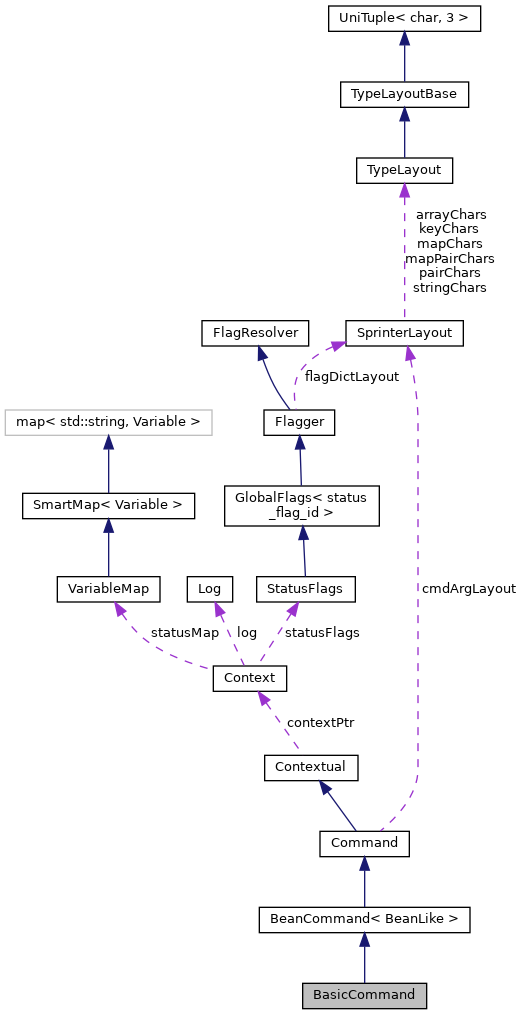 UniTuple< char, 3 >
TypeLayoutBase
TypeLayout
arrayChars
keyChars
mapChars
mapPairChars
pairChars
stringChars
FlagResolver
SprinterLayout
flagDictLayout
map< std::string, Variable >
Flagger
SmartMap< Variable >
GlobalFlags< status
_flag_id >
VariableMap
Log
StatusFlags
cmdArgLayout
statusMap
log
statusFlags
Context
contextPtr
Contextual
Command
BeanCommand< BeanLike >
BasicCommand